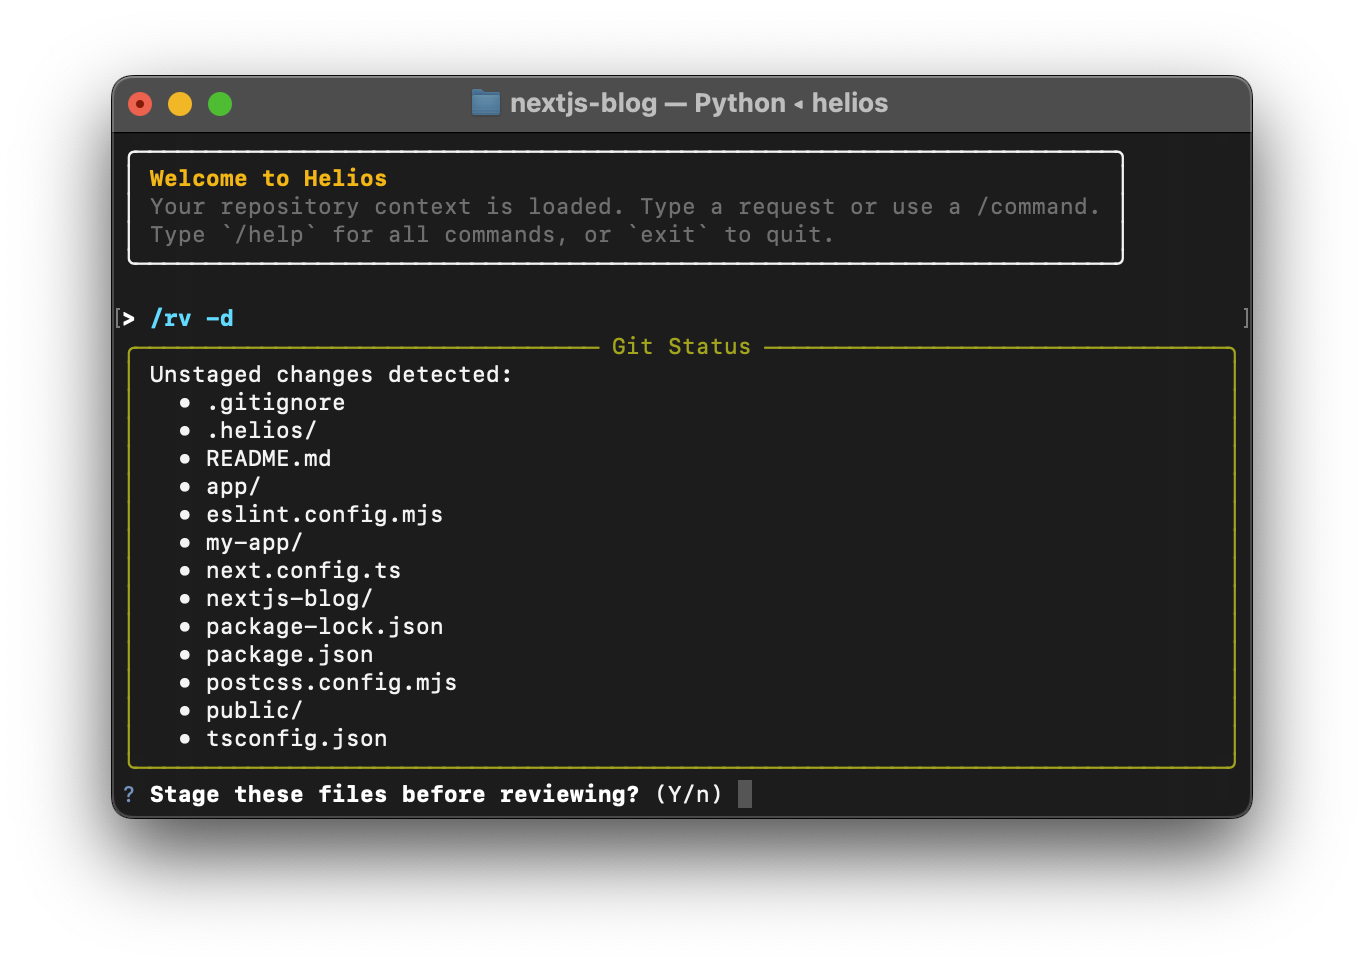 nextjs-blog — Python ◂ helios
Welcome to Helios
Your repository context is loaded. Type a request or use a /command.
Type `/help` for all commands, or `exit` to quit.
[> /rv -d ]
Git Status
Unstaged changes detected:
• .gitignore
• .helios/
• README.md
• app/
• eslint.config.mjs
• my-app/
• next.config.ts
• nextjs-blog/
• package-lock.json
• package.json
• postcss.config.mjs
• public/
• tsconfig.json
? Stage these files before reviewing? (Y/n)